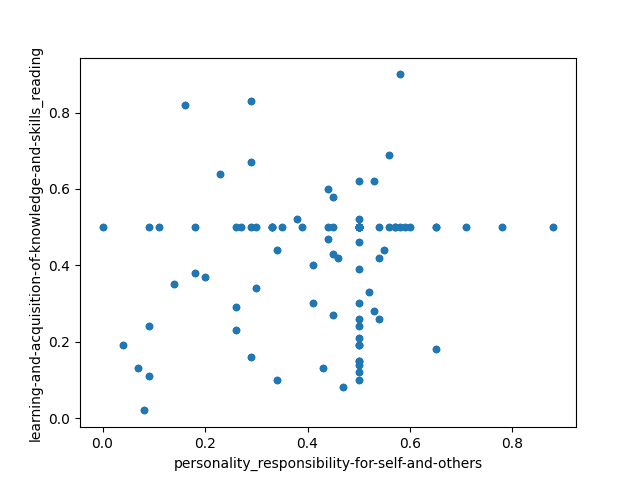 learning-and-acquisition-of-knowledge-and-skills_reading
0.8
0.6
0.4
0.2
0.0
0.0 0.2 0.4 0.6 0.8
personality_responsibility-for-self-and-others